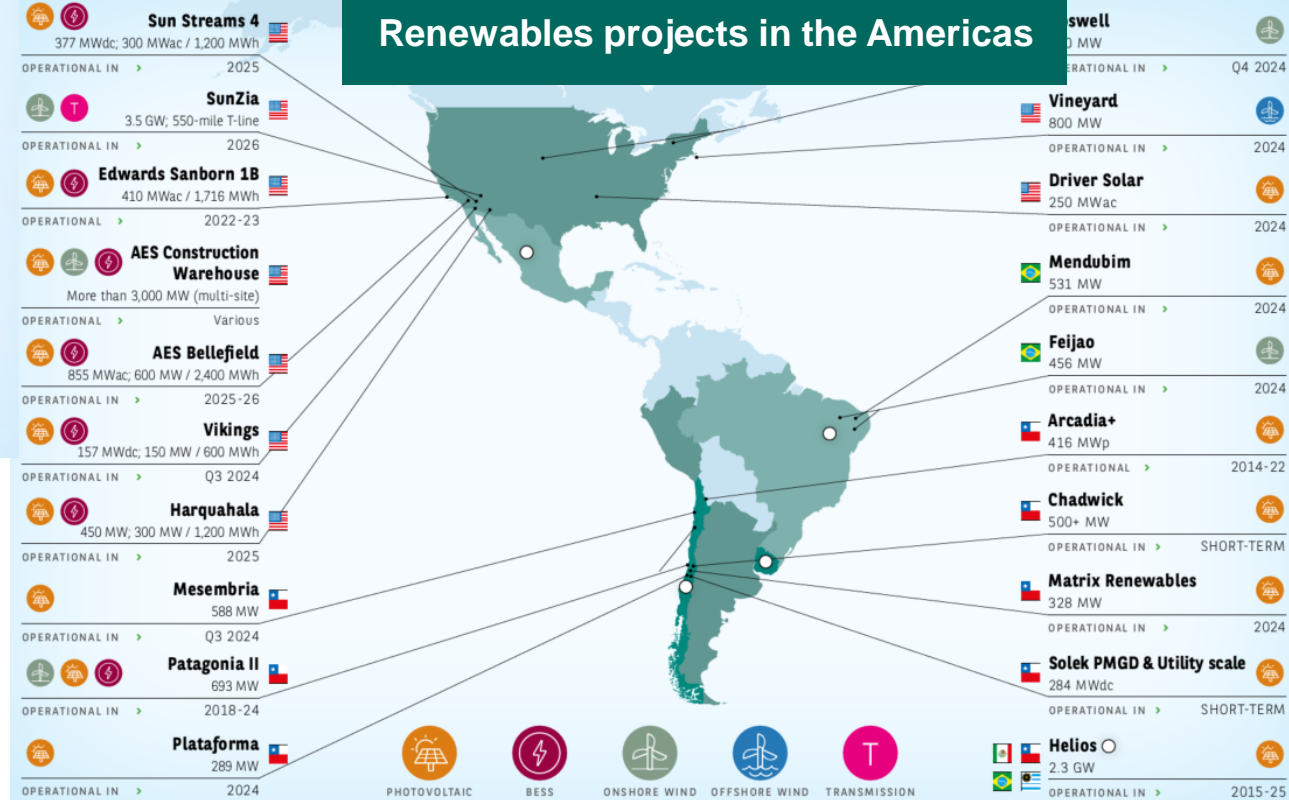 Renewables projects in the Americas
Sun Streams 4
377 MWdc; 300 MWac / 1,200 MWh
OPERATIONAL IN > 2025
SunZia
3.5 GW; 550-mile T-line
OPERATIONAL IN > 2026
Edwards Sanborn 1B
410 MWac / 1,716 MWh
OPERATIONAL > 2022-23
AES Construction
Warehouse
More than 3,000 MW (multi-site)
OPERATIONAL > Various
AES Bellefield
855 MWac; 600 MW / 2,400 MWh
OPERATIONAL IN > 2025-26
Vikings
157 MWdc; 150 MW / 600 MWh
OPERATIONAL IN > Q3 2024
Harquahala
450 MW; 300 MW / 1,200 MWh
OPERATIONAL IN > 2025
Mesembria
588 MW
OPERATIONAL IN > Q3 2024
Patagonia II
693 MW
OPERATIONAL IN > 2018-24
Plataforma
289 MW
OPERATIONAL IN > 2024
MW
IN > Q4 2024
Vineyard
800 MW
OPERATIONAL IN > 2024
Driver Solar
250 MWac
OPERATIONAL IN > 2024
Mendubim
531 MW
OPERATIONAL IN > 2024
Feijao
456 MW
OPERATIONAL IN > 2024
Arcadia+
416 MWp
OPERATIONAL > 2014-22
Chadwick
500+ MW
OPERATIONAL IN > SHORT-TERM
Matrix Renewables
328 MW
OPERATIONAL IN > 2024
Solek PMGD & Utility scale
284 MWdc
OPERATIONAL IN > SHORT-TERM
Helios
2.3 GW
OPERATIONAL IN > 2015-25
T
T
PHOTOVOLTAIC
BESS
ONSHORE WIND
OFFSHORE WIND
TRANSMISSION